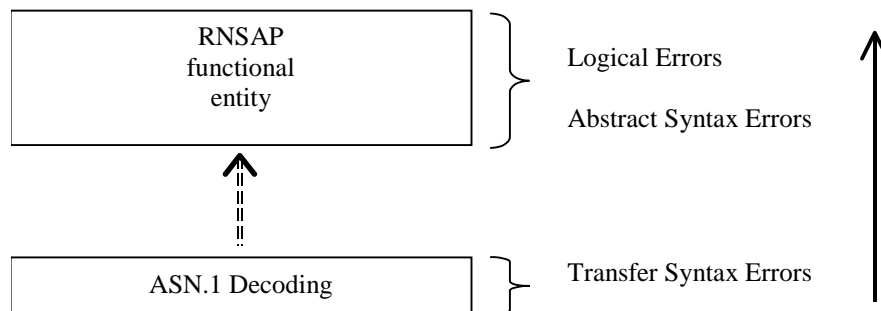 RNSAP
functional
entity
Logical Errors
Abstract Syntax Errors
ASN.1 Decoding
Transfer Syntax Errors